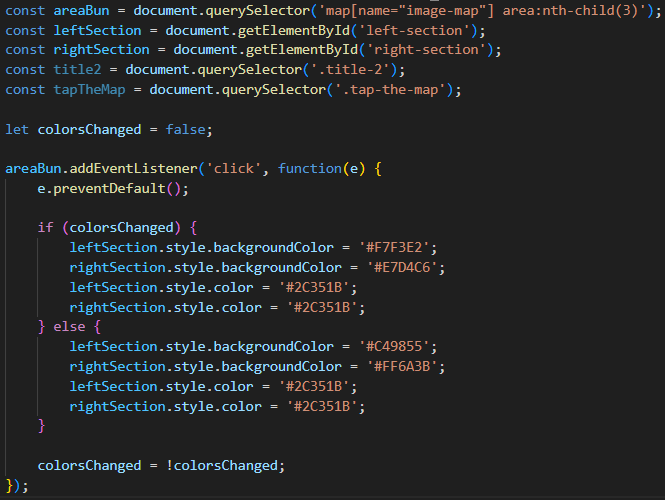 const areaBun = document.querySelector('map[name="image-map"] area:nth-child(3)');
const leftSection = document.getElementById('left-section');
const rightSection = document.getElementById('right-section');
const title2 = document.querySelector('.title-2');
const tapTheMap = document.querySelector('.tap-the-map');

let colorsChanged = false;

areaBun.addEventListener('click', function(e) {
    e.preventDefault();

    if (colorsChanged) {
        leftSection.style.backgroundColor = '#F7F3E2';
        rightSection.style.backgroundColor = '#E7D4C6';
        leftSection.style.color = '#2C351B';
        rightSection.style.color = '#2C351B';
    } else {
        leftSection.style.backgroundColor = '#C49855';
        rightSection.style.backgroundColor = '#FF6A3B';
        leftSection.style.color = '#2C351B';
        rightSection.style.color = '#2C351B';
    }

    colorsChanged = !colorsChanged;
});